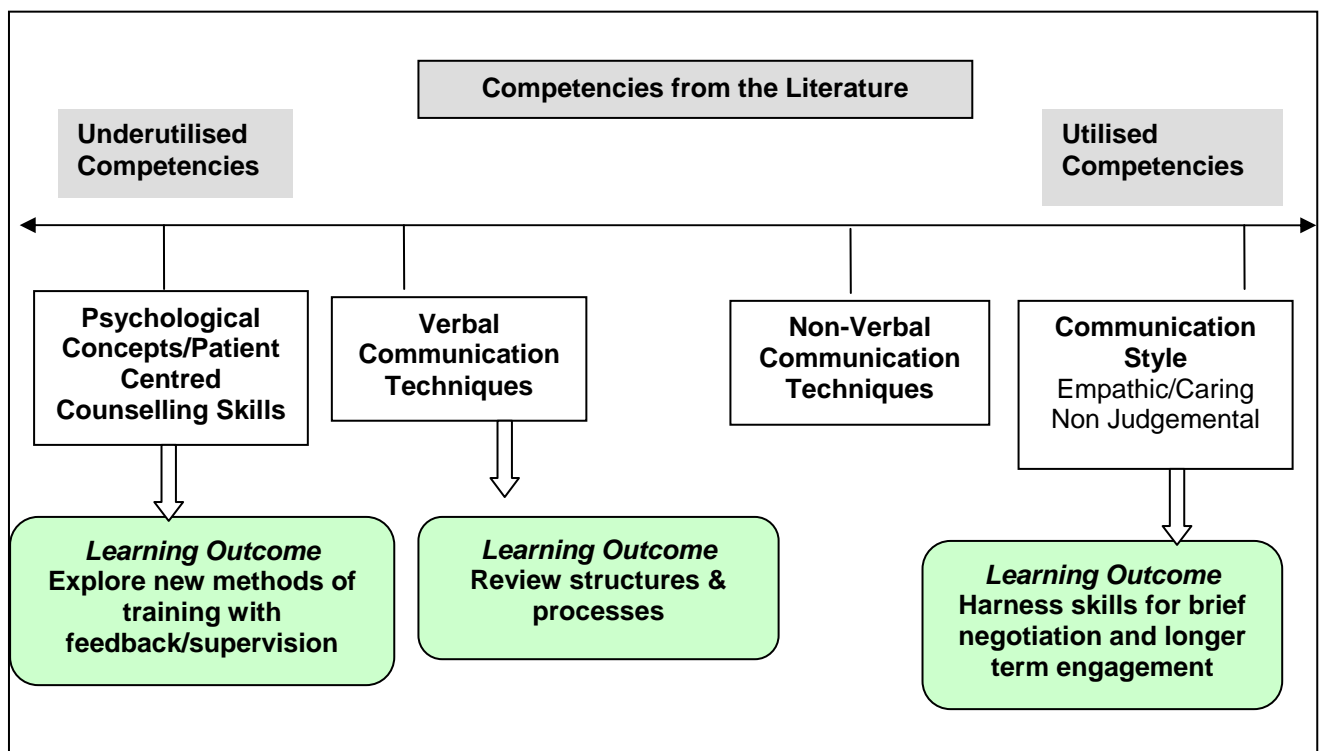 Competencies from the Literature
Underutilised
Competencies
Utilised
Competencies
Psychological
Concepts/Patient
Centred
Counselling Skills
Verbal
Communication
Techniques
Non-Verbal
Communication
Techniques
Communication
Style
Empathic/Caring
Non Judgemental
Learning Outcome
Explore new methods of
training with
feedback/supervision
Learning Outcome
Review structures &
processes
Learning Outcome
Harness skills for brief
negotiation and longer
term engagement